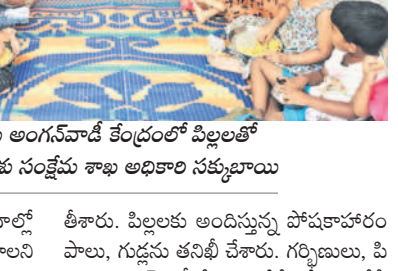 అంగన్‌వాడీ కేంద్రంలో పిల్లలతో
సంక్షేమ శాఖ అధికారి సక్కుబాయి
తీశారు. పిల్లలకు అందిస్తున్న పోషకాహారం
పాలు, గుడ్లను తనిఖీ చేశారు. గర్భిణులు, పి